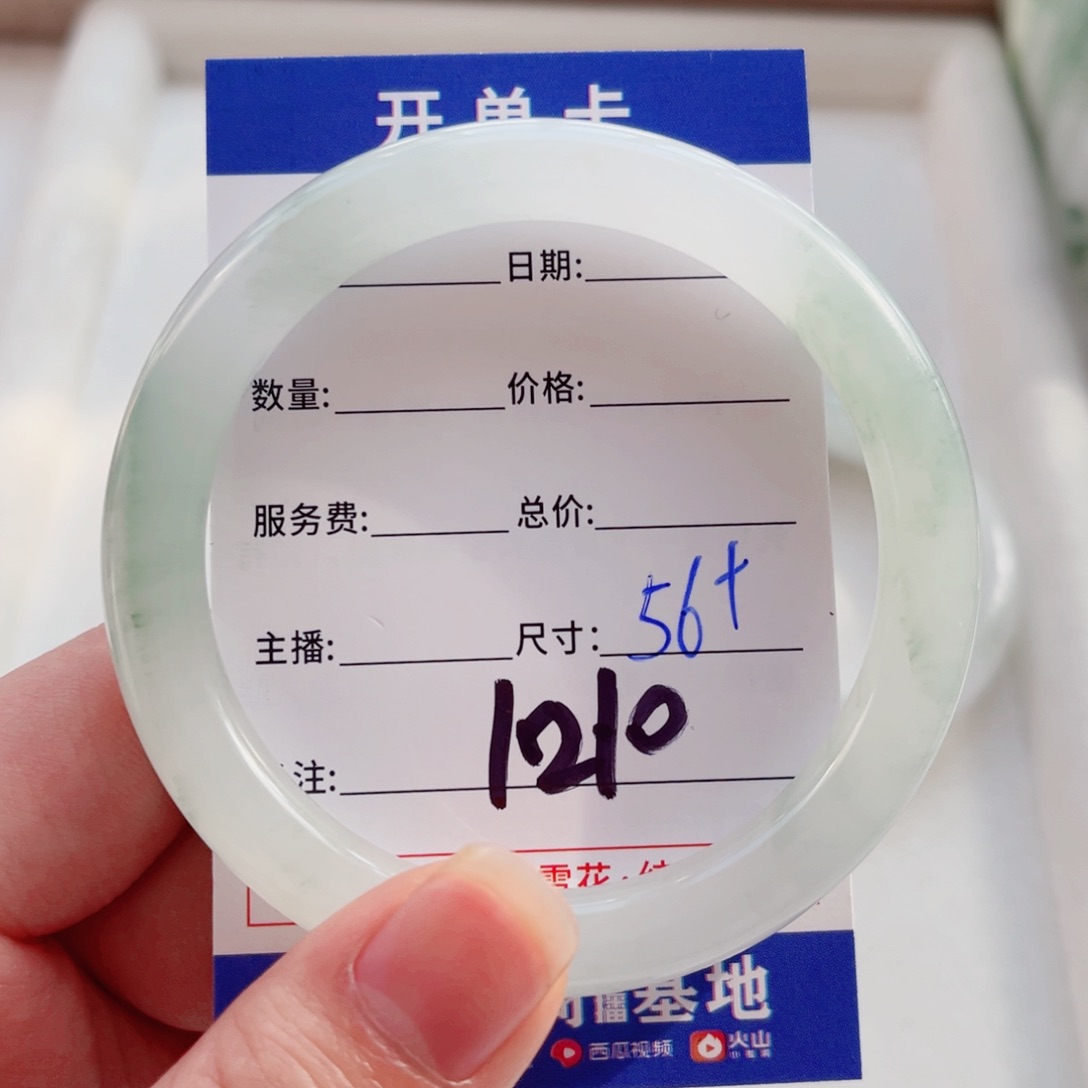 开单卡
日期:
数量: 价格:
服务费: 总价:
主播: 尺寸: 56+
1210
注:
雪花·
播基地
西瓜视频 火山